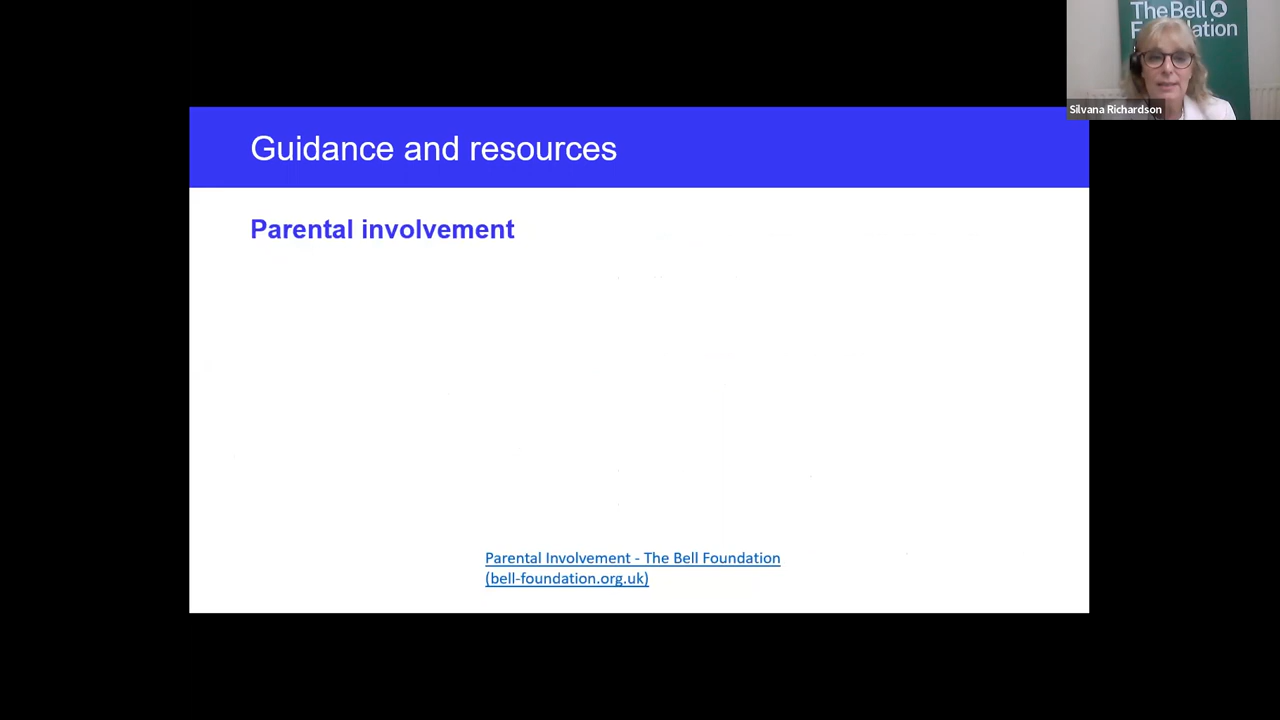 The Bell
Foundation
Silvana Richardson
Guidance and resources
Parental involvement
Parental Involvement - The Bell Foundation
(bell-foundation.org.uk)